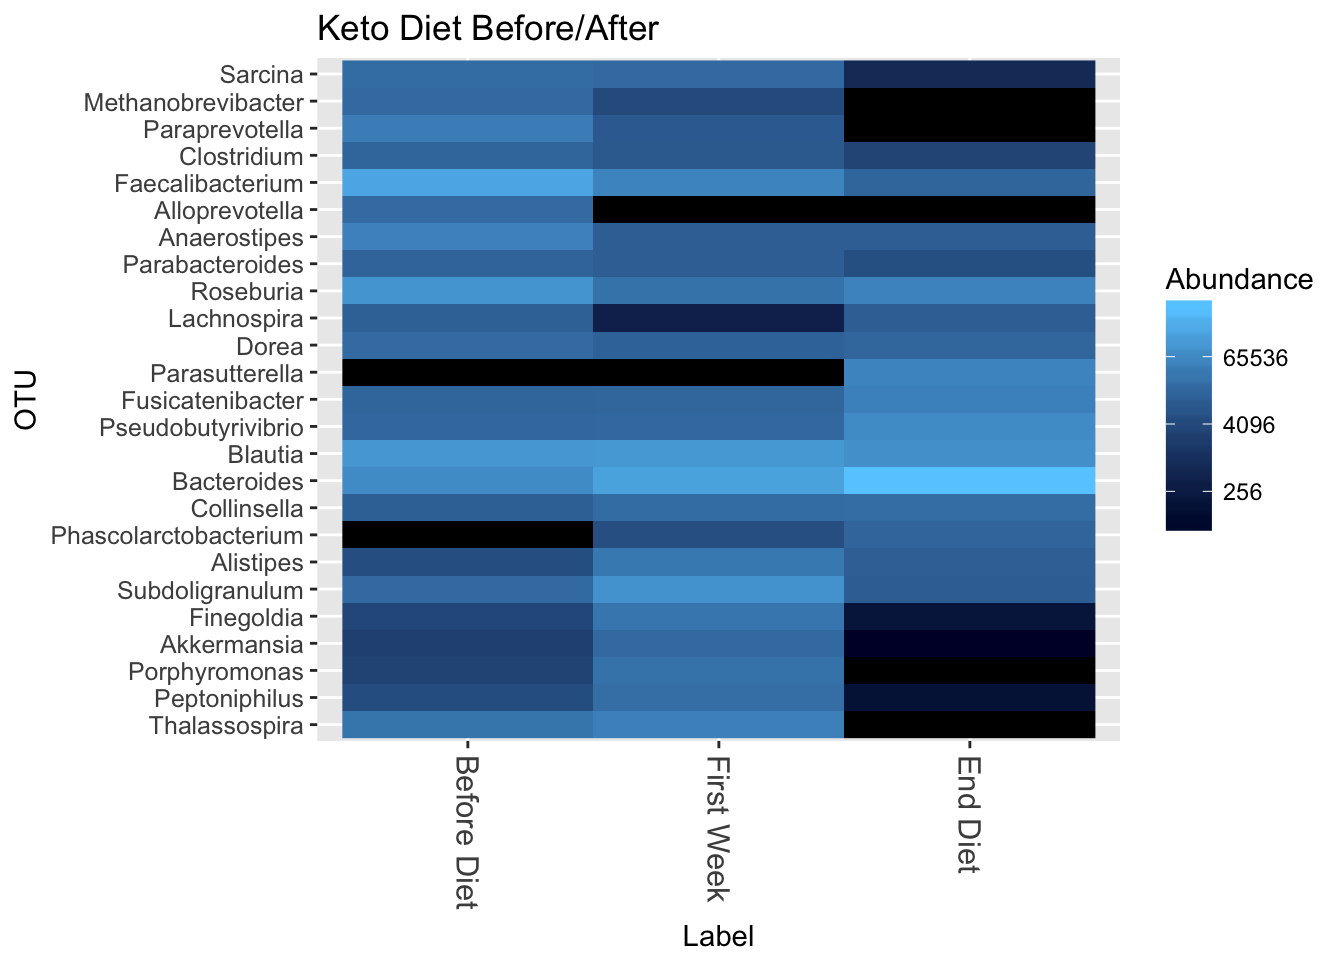 Keto Diet Before/After
Sarcina
Methanobrevibacter
Paraprevotella
Clostridium
Faecalibacterium
Alloprevotella
Anaerostipes
Parabacteroides
Roseburia
Lachnospira
Dorea
Parasutterella
Fusicatenibacter
Pseudobutyrivibrio
Blautia
Bacteroides
Collinsella
Phascolarctobacterium
Alistipes
Subdoligranulum
Finegoldia
Akkermansia
Porphyromonas
Peptoniphilus
Thalassospira
OTU
Before Diet
First Week
End Diet
Label
Abundance
65536
4096
256